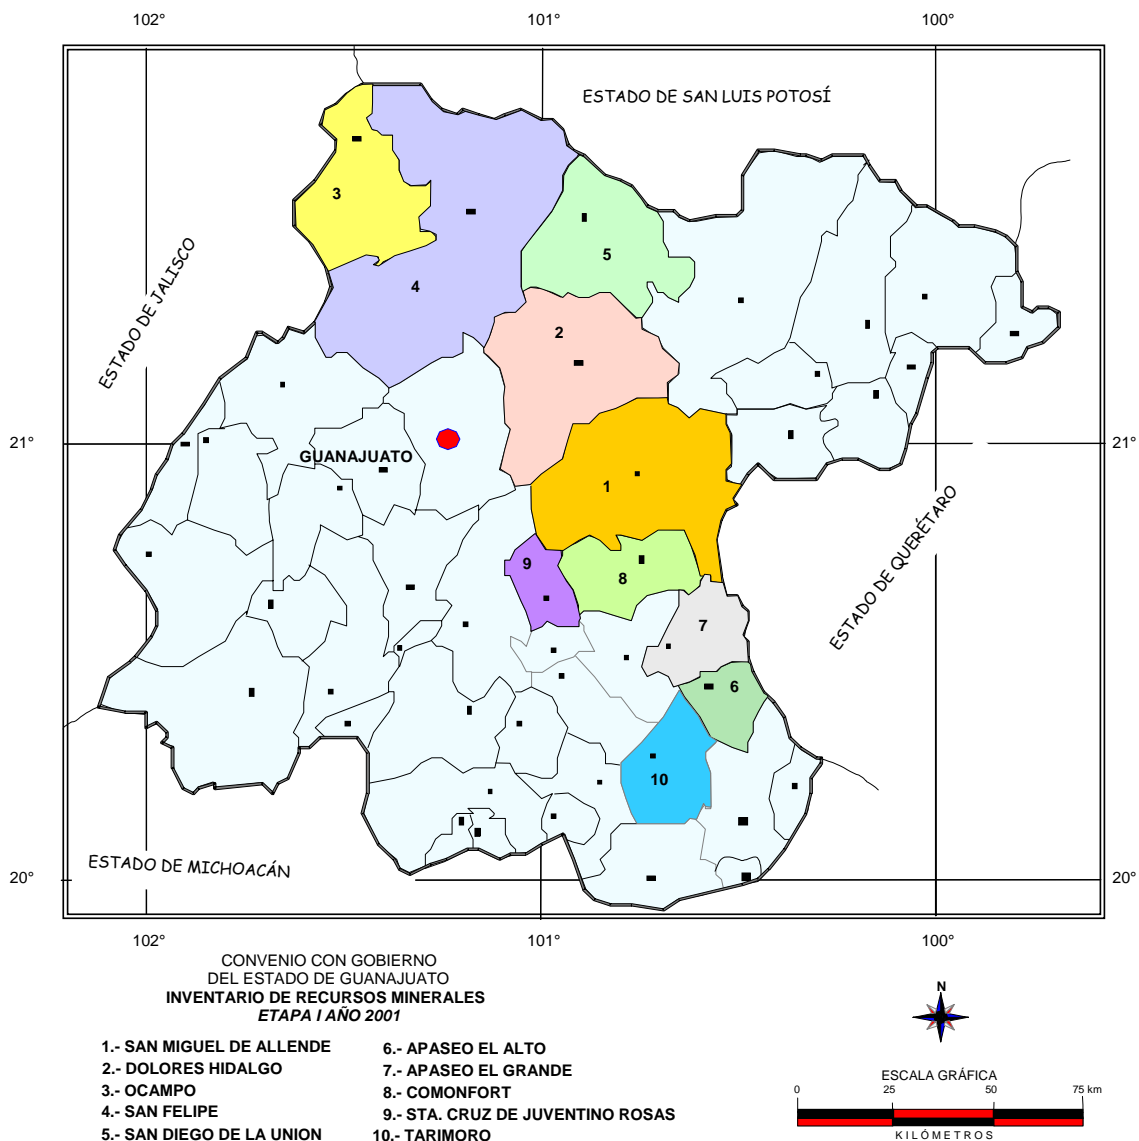 102°
101°
100°
ESTADO DE SAN LUIS POTOSÍ
3
5
4
ESTADO DE JALISCO
2
21°
21°
GUANAJUATO
1
ESTADO DE QUERÉTARO
9
8
7
6
10
ESTADO DE MICHOACÁN
20°
20°
102°
101°
100°
CONVENIO CON GOBIERNO
DEL ESTADO DE GUANAJUATO
INVENTARIO DE RECURSOS MINERALES
ETAPA I AÑO 2001
1.- SAN MIGUEL DE ALLENDE
2.- DOLORES HIDALGO
3.- OCAMPO
4.- SAN FELIPE
5.- SAN DIEGO DE LA UNION
6.- APASEO EL ALTO
7.- APASEO EL GRANDE
8.- COMONFORT
9.- STA. CRUZ DE JUVENTINO ROSAS
10.- TARIMORO
N
ESCALA GRÁFICA
0 25 50 75 km
KILÓMETROS